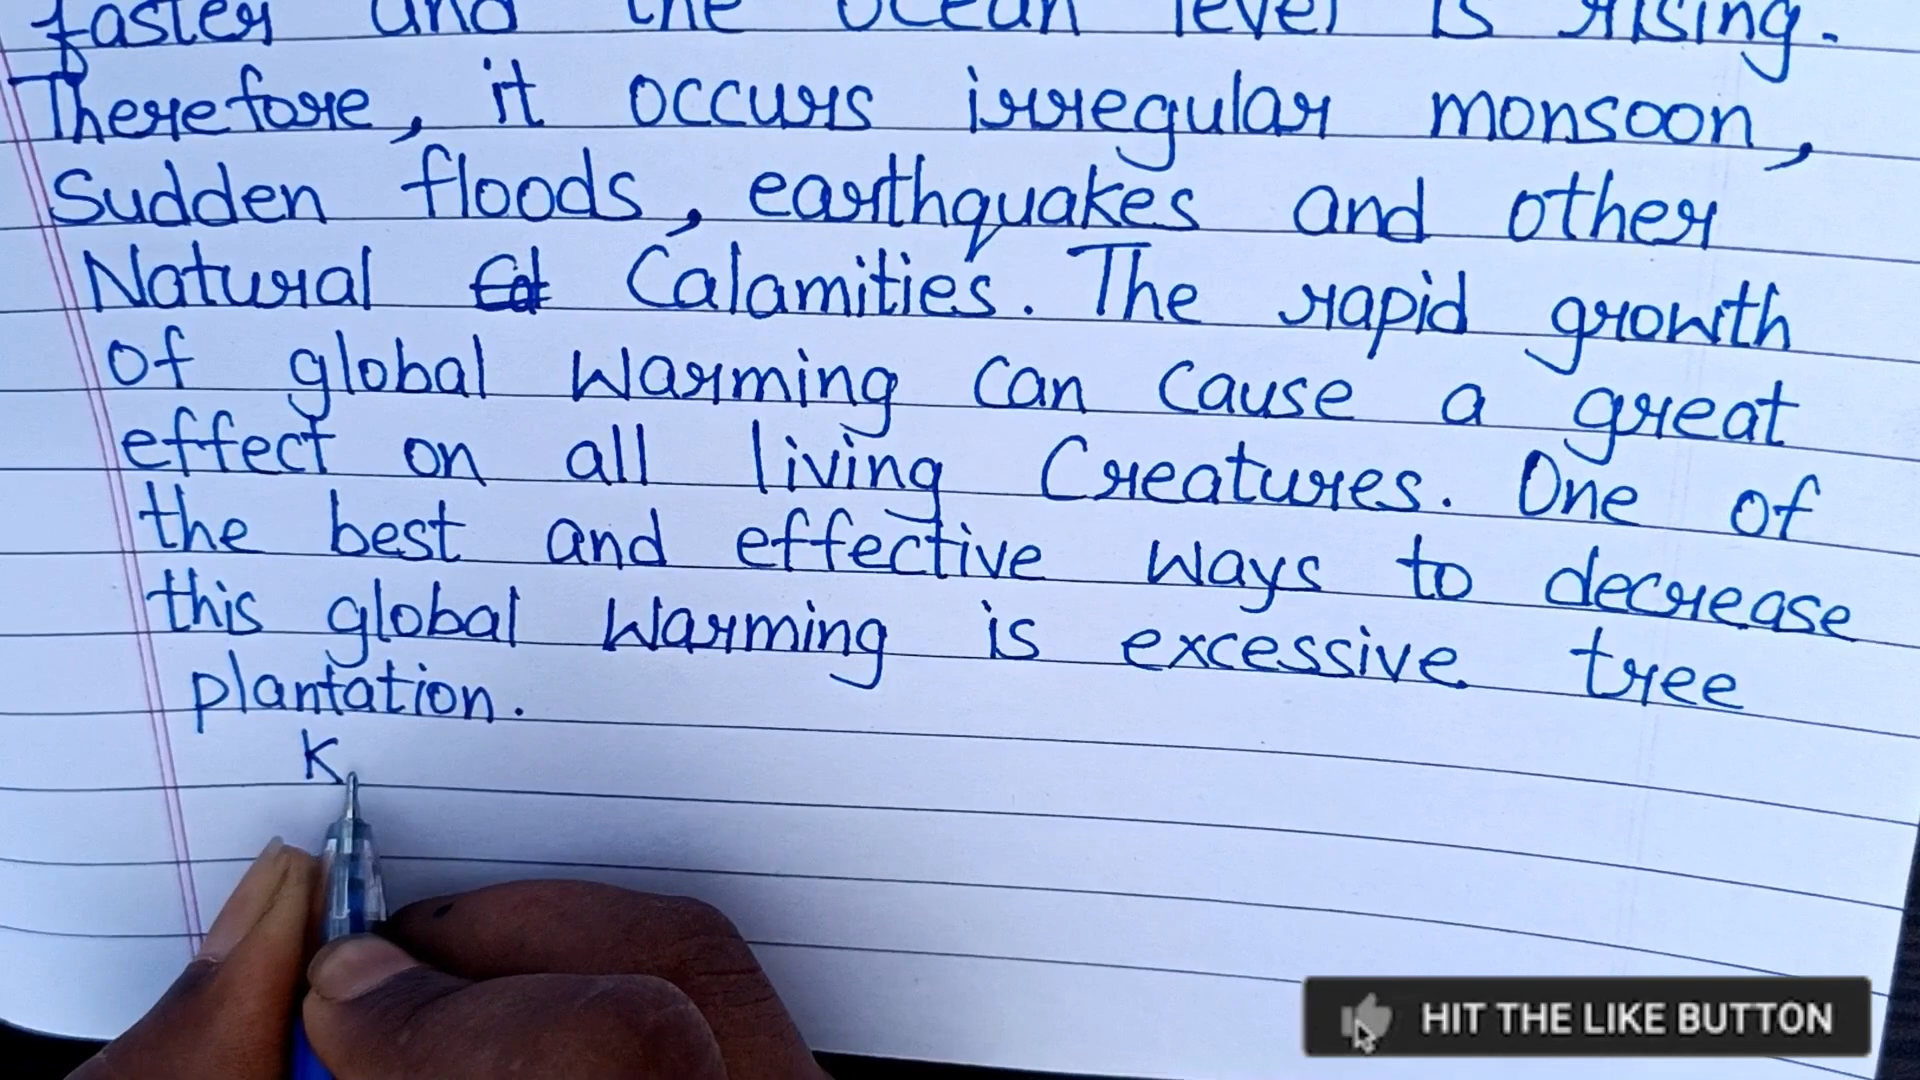 faster and the ocean level is rising.
Therefore, it occurs irregular monsoon,
Sudden floods, earthquakes and other
Natural Calamities. The rapid growth
of global warming can cause a great
effect on all living Creatures. One of
the best and effective ways to decrease
this global warming is excessive tree
plantation.
K
HIT THE LIKE BUTTON